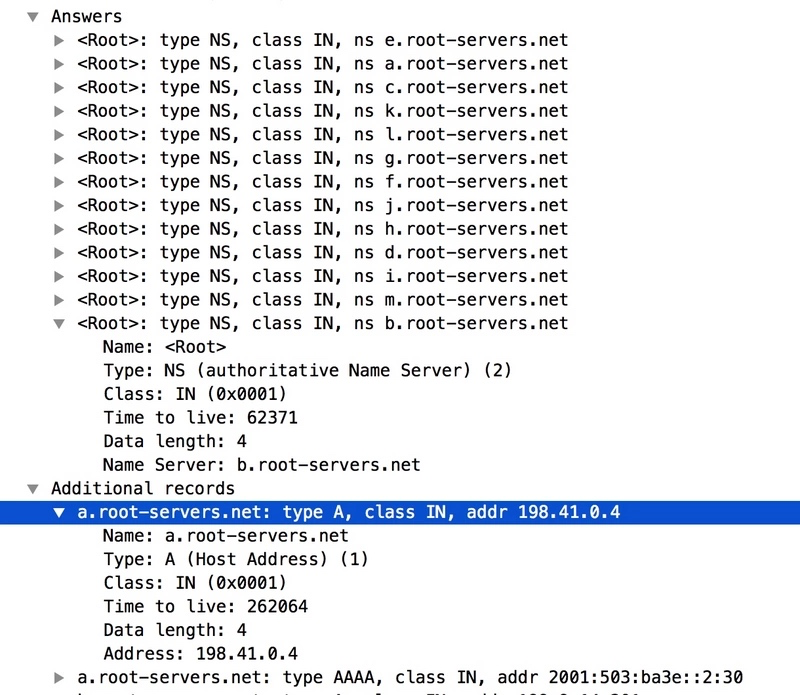 Answers
<Root>: type NS, class IN, ns e.root-servers.net
<Root>: type NS, class IN, ns a.root-servers.net
<Root>: type NS, class IN, ns c.root-servers.net
<Root>: type NS, class IN, ns k.root-servers.net
<Root>: type NS, class IN, ns l.root-servers.net
<Root>: type NS, class IN, ns g.root-servers.net
<Root>: type NS, class IN, ns f.root-servers.net
<Root>: type NS, class IN, ns j.root-servers.net
<Root>: type NS, class IN, ns h.root-servers.net
<Root>: type NS, class IN, ns d.root-servers.net
<Root>: type NS, class IN, ns i.root-servers.net
<Root>: type NS, class IN, ns m.root-servers.net
<Root>: type NS, class IN, ns b.root-servers.net
Name: <Root>
Type: NS (authoritative Name Server) (2)
Class: IN (0x0001)
Time to live: 62371
Data length: 4
Name Server: b.root-servers.net
Additional records
a.root-servers.net: type A, class IN, addr 198.41.0.4
Name: a.root-servers.net
Type: A (Host Address) (1)
Class: IN (0x0001)
Time to live: 262064
Data length: 4
Address: 198.41.0.4
a.root-servers.net: type AAAA, class IN, addr 2001:503:ba3e::2:30